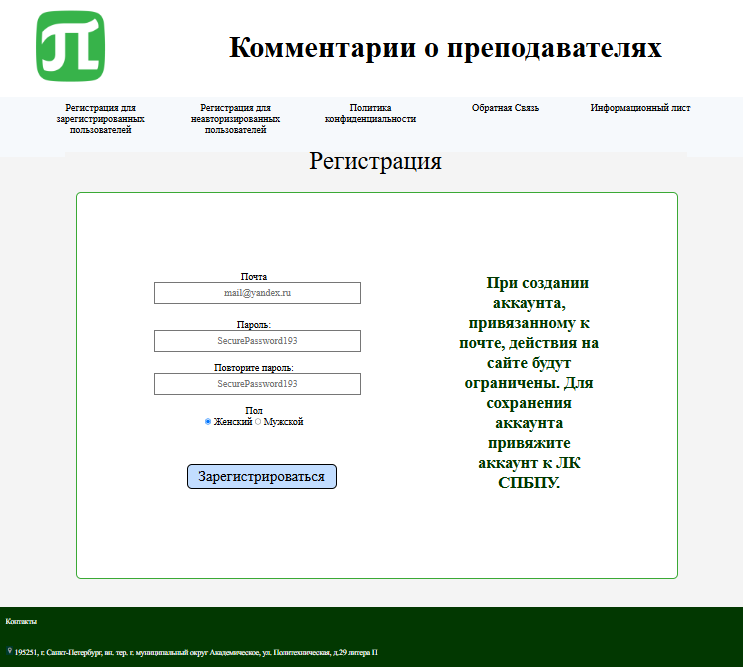 Комментарии о преподавателях
Регистрация для
зарегистрированных
пользователей
Регистрация для
неавторизированных
пользователей
Политика
конфиденциальности
Обратная Связь
Информационный лист
Регистрация
Почта
mail@yandex.ru
Пароль:
SecurePassword193
Повторите пароль:
SecurePassword193
Пол
Женский Мужской
Зарегистрироваться
При создании
аккаунта,
привязанному к
почте, действия на
сайте будут
ограничены. Для
сохранения
аккаунта
привяжите
аккаунт к ЛК
СПБПУ.
Контакты
195251, г. Санкт-Петербург, вн. тер. г. муниципальный округ Академическое, ул. Политехническая, д.29 литера П